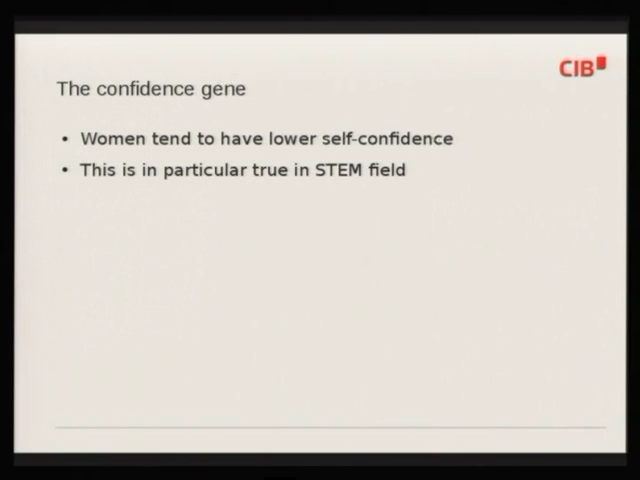 CIB
The confidence gene
• Women tend to have lower self-confidence
• This is in particular true in STEM field